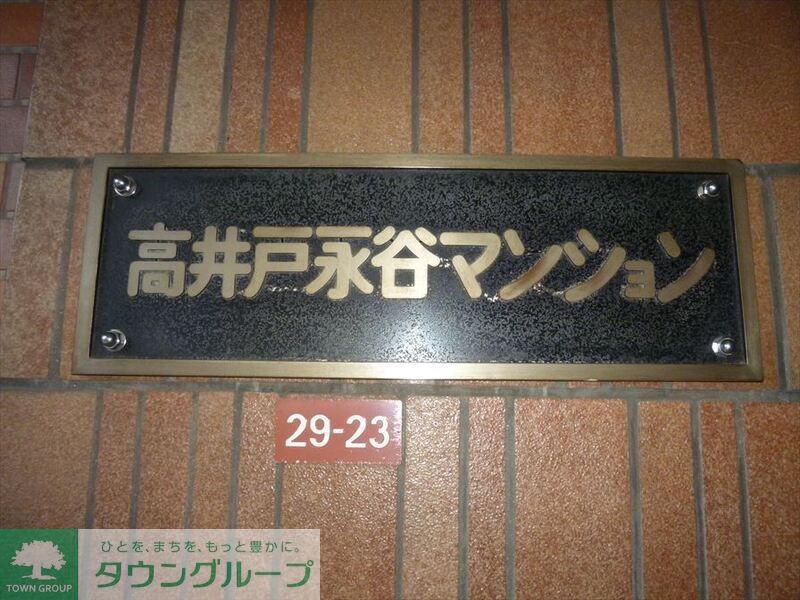 高井戸永谷マンション
29-23
ひとを、まちを、もっと豊かに。
タウングループ
TOWN GROUP